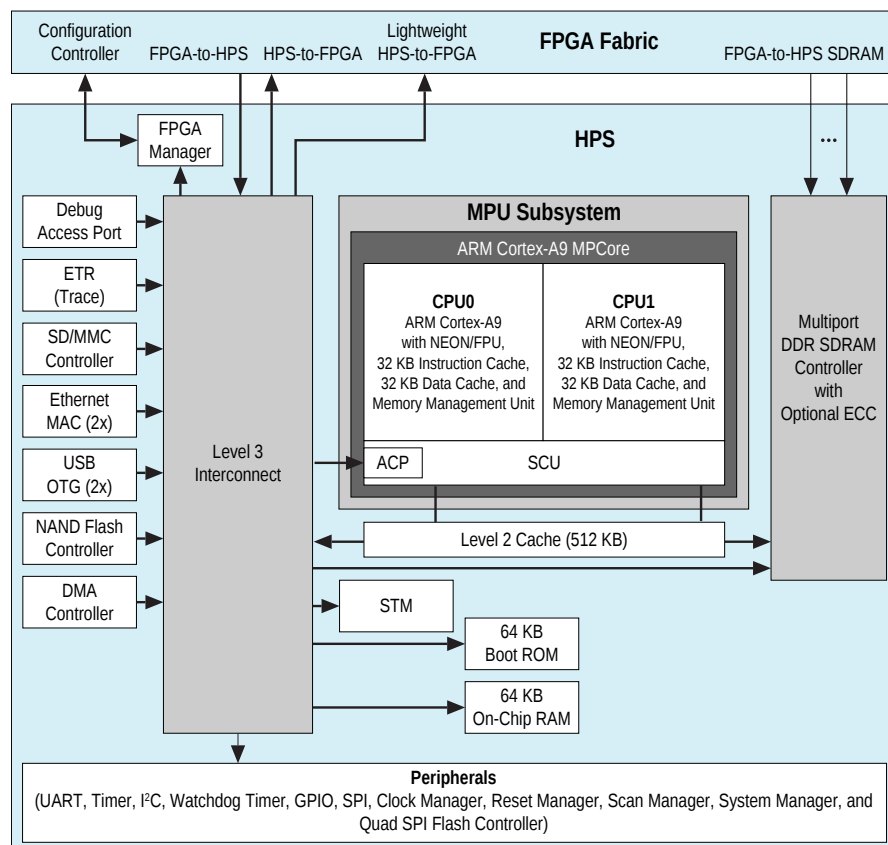 Configuration
Controller
FPGA-to-HPS
HPS-to-FPGA
Lightweight
HPS-to-FPGA
FPGA Fabric
FPGA-to-HPS SDRAM
HPS
...
FPGA
Manager
Debug
Access Port
ETR
(Trace)
SD/MMC
Controller
Ethernet
MAC (2x)
USB
OTG (2x)
NAND Flash
Controller
DMA
Controller
Level 3
Interconnect
MPU Subsystem
ARM Cortex-A9 MPCore
CPU0
ARM Cortex-A9
with NEON/FPU,
32 KB Instruction Cache,
32 KB Data Cache, and
Memory Management Unit
CPU1
ARM Cortex-A9
with NEON/FPU,
32 KB Instruction Cache,
32 KB Data Cache, and
Memory Management Unit
ACP
SCU
Level 2 Cache (512 KB)
Multiport
DDR SDRAM
Controller
with
Optional ECC
STM
64 KB
Boot ROM
64 KB
On-Chip RAM
Peripherals
(UART, Timer, I²C, Watchdog Timer, GPIO, SPI, Clock Manager, Reset Manager, Scan Manager, System Manager, and
Quad SPI Flash Controller)